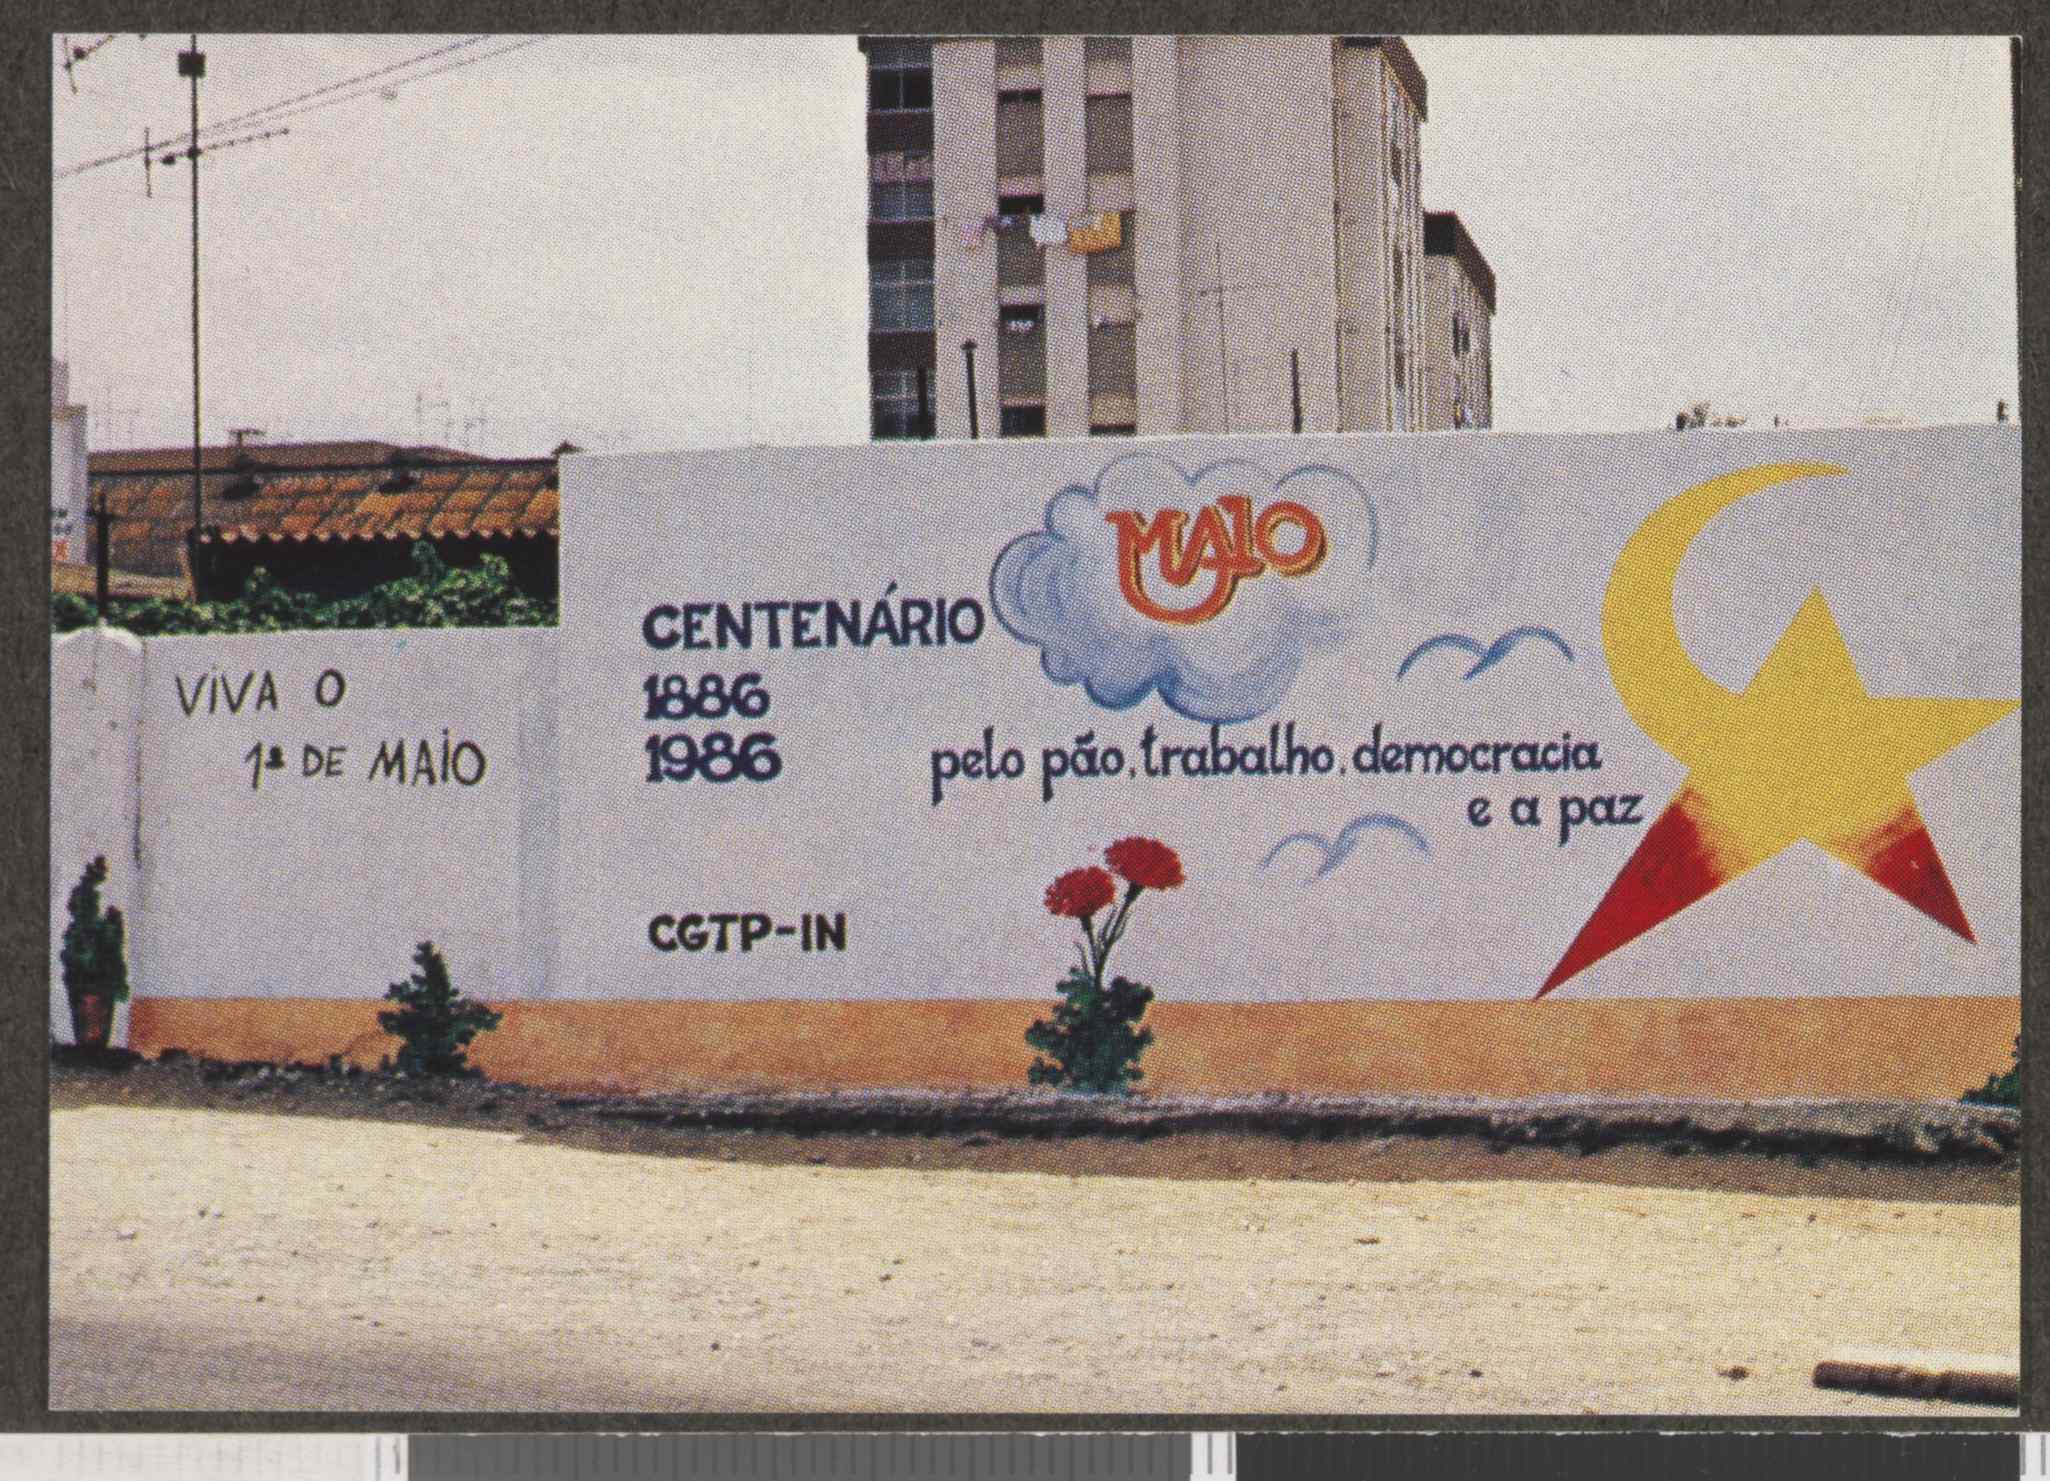 VIVA O
1º DE MAIO
MAIO
CENTENÁRIO
1886
1986
pelo pão, trabalho, democracia
e a paz
CGTP-IN